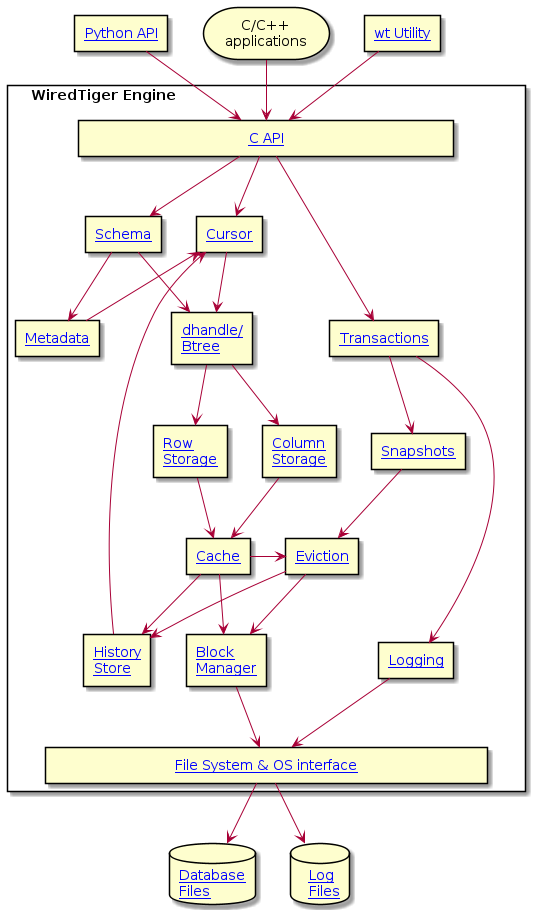 Python API
C/C++
applications
wt Utility
WiredTiger Engine
C API
Schema
Cursor
Metadata
dhandle/
Btree
Transactions
Row
Storage
Column
Storage
Snapshots
Cache
Eviction
History
Store
Block
Manager
Logging
File System & OS interface
Database
Files
Log
Files